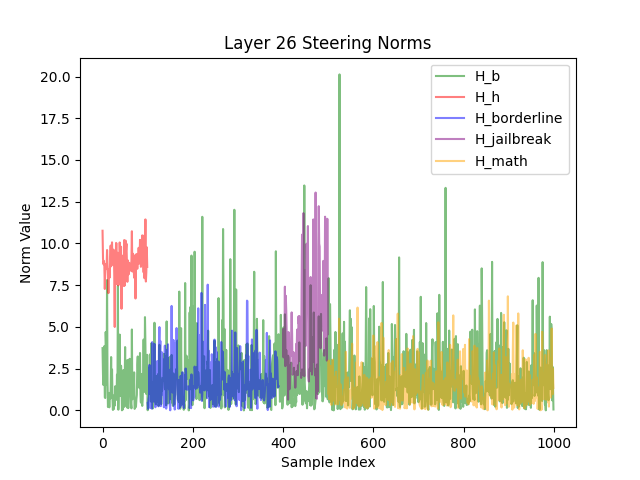 Layer 26 Steering Norms
Norm Value
20.0
17.5
15.0
12.5
10.0
7.5
5.0
2.5
0.0
H_b
H_h
H_borderline
H_jailbreak
H_math
0
200
400
600
800
1000
Sample Index